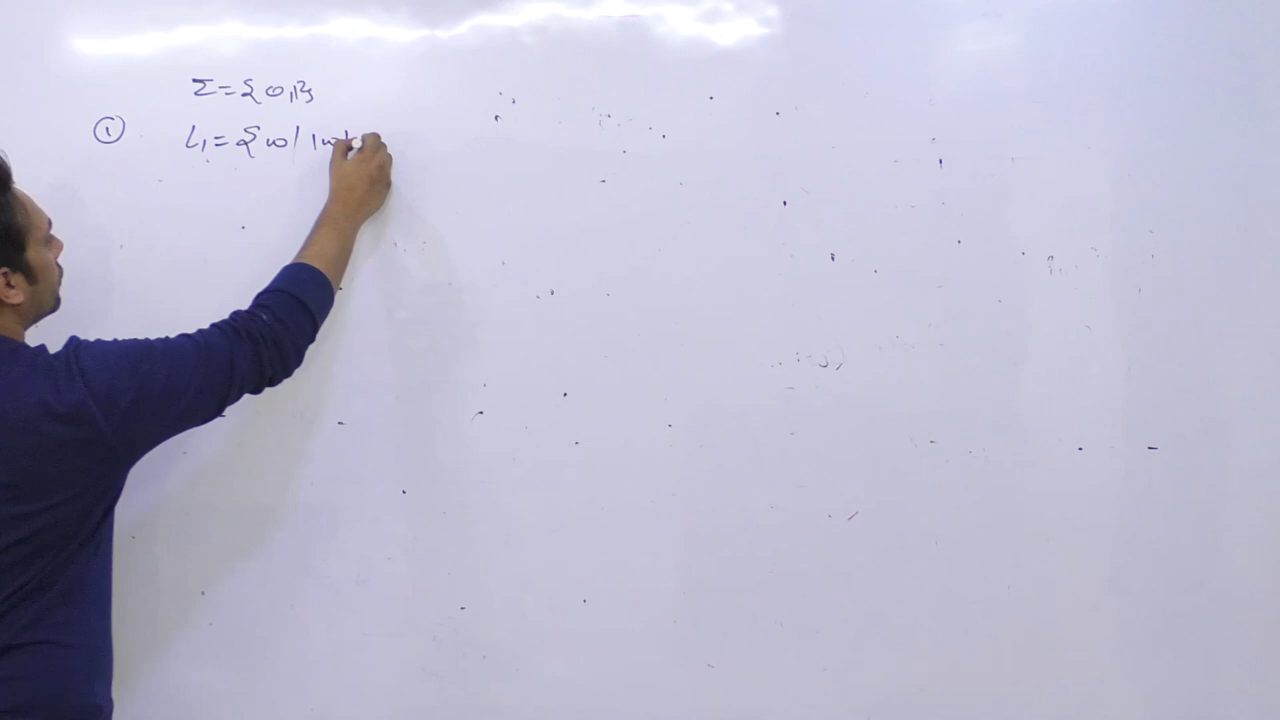 Σ = { 0,1 }
① L₁ = { w / |w|